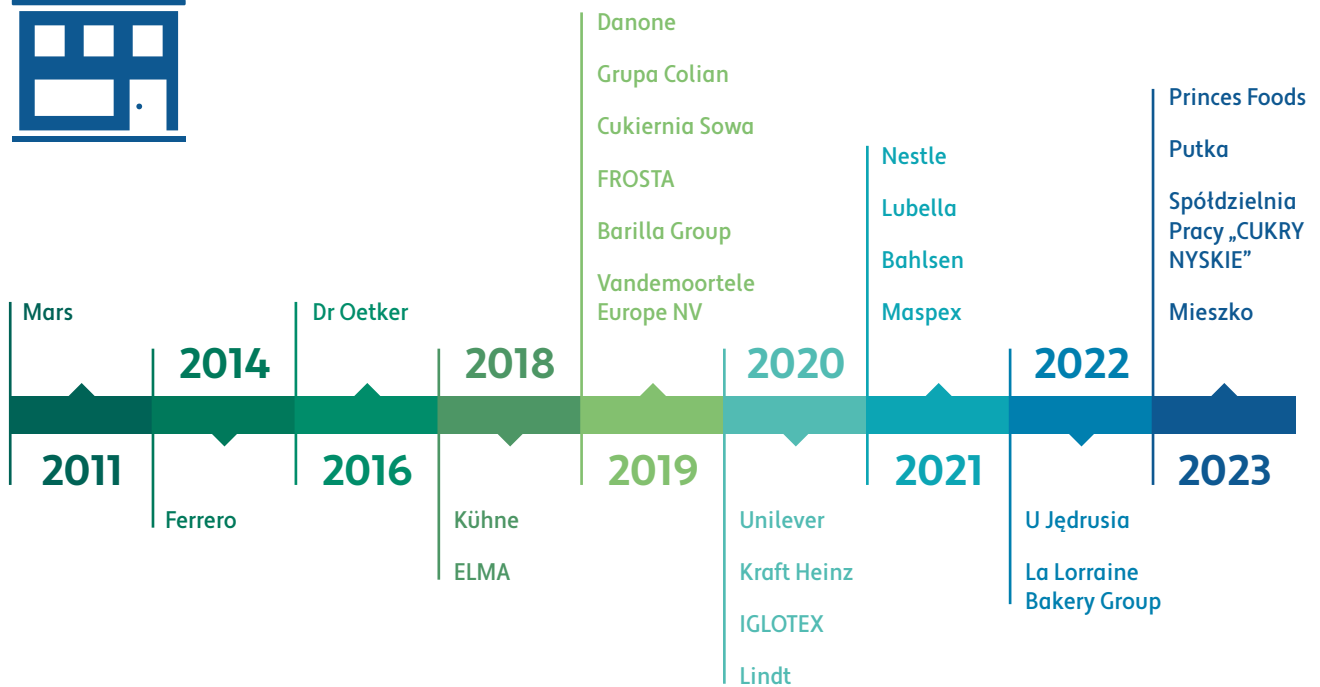 Mars
2011
2014
Ferrero
Dr Oetker
2016
2018
Kühne
ELMA
Danone
Grupa Colian
Cukiernia Sowa
FROSTA
Barilla Group
Vandemoortele
Europe NV
2019
2020
Unilever
Kraft Heinz
IGLOTEX
Lindt
Nestle
Lubella
Bahlsen
Maspex
2021
2022
U Jędrusia
La Lorraine
Bakery Group
Princes Foods
Putka
Spółdzielnia
Pracy „CUKRY
NYSKIE”
Mieszko
2023